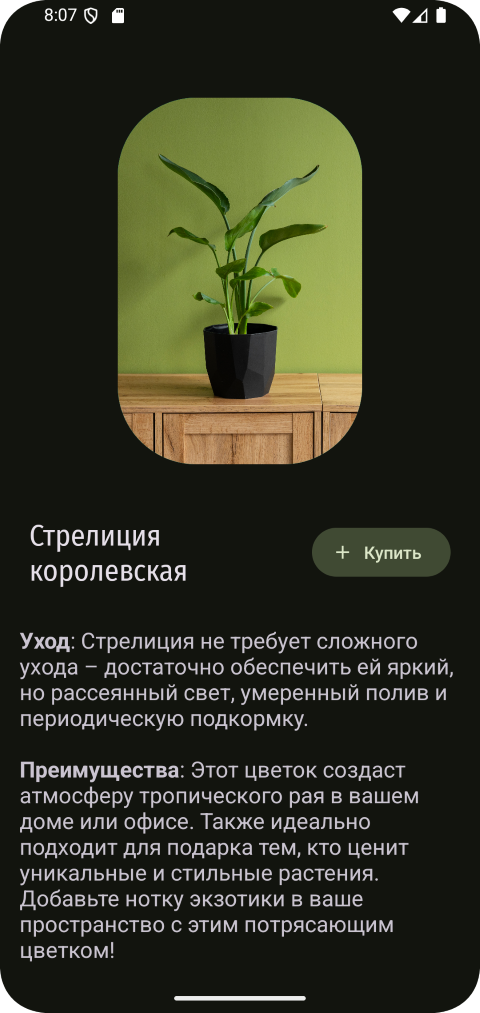 8:07
Стрелиция
королевская
+ Купить
Уход: Стрелиция не требует сложного
ухода – достаточно обеспечить ей яркий,
но рассеянный свет, умеренный полив и
периодическую подкормку.
Преимущества: Этот цветок создаст
атмосферу тропического рая в вашем
доме или офисе. Также идеально
подходит для подарка тем, кто ценит
уникальные и стильные растения.
Добавьте нотку экзотики в ваше
пространство с этим потрясающим
цветком!